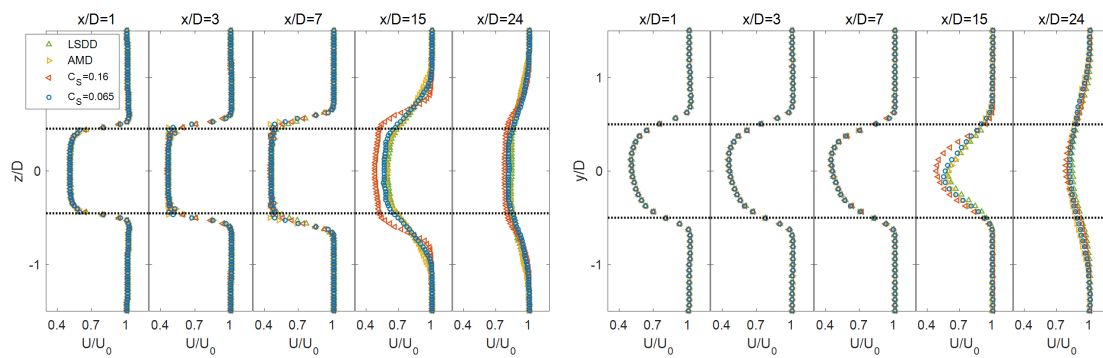 x/D=1 x/D=3 x/D=7 x/D=15 x/D=24
LSDD
AMD
C_S=0.16
C_S=0.065
z/D
1
0
-1
0.4 0.7 1 0.4 0.7 1 0.4 0.7 1 0.4 0.7 1 0.4 0.7 1
U/U_0 U/U_0 U/U_0 U/U_0 U/U_0
x/D=1 x/D=3 x/D=7 x/D=15 x/D=24
y/D
1
0
-1
0.4 0.7 1 0.4 0.7 1 0.4 0.7 1 0.4 0.7 1 0.4 0.7 1
U/U_0 U/U_0 U/U_0 U/U_0 U/U_0